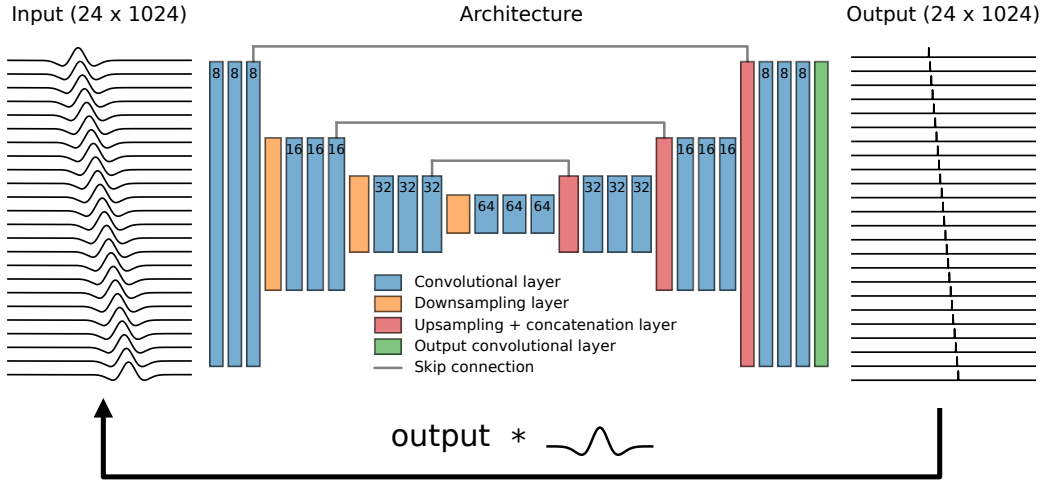 Input (24 x 1024)
Architecture
Output (24 x 1024)
8 8 8
8 8 8
16 16 16
16 16 16
32 32 32
32 32 32
64 64 64
Convolutional layer
Downsampling layer
Upsampling + concatenation layer
Output convolutional layer
Skip connection
output *